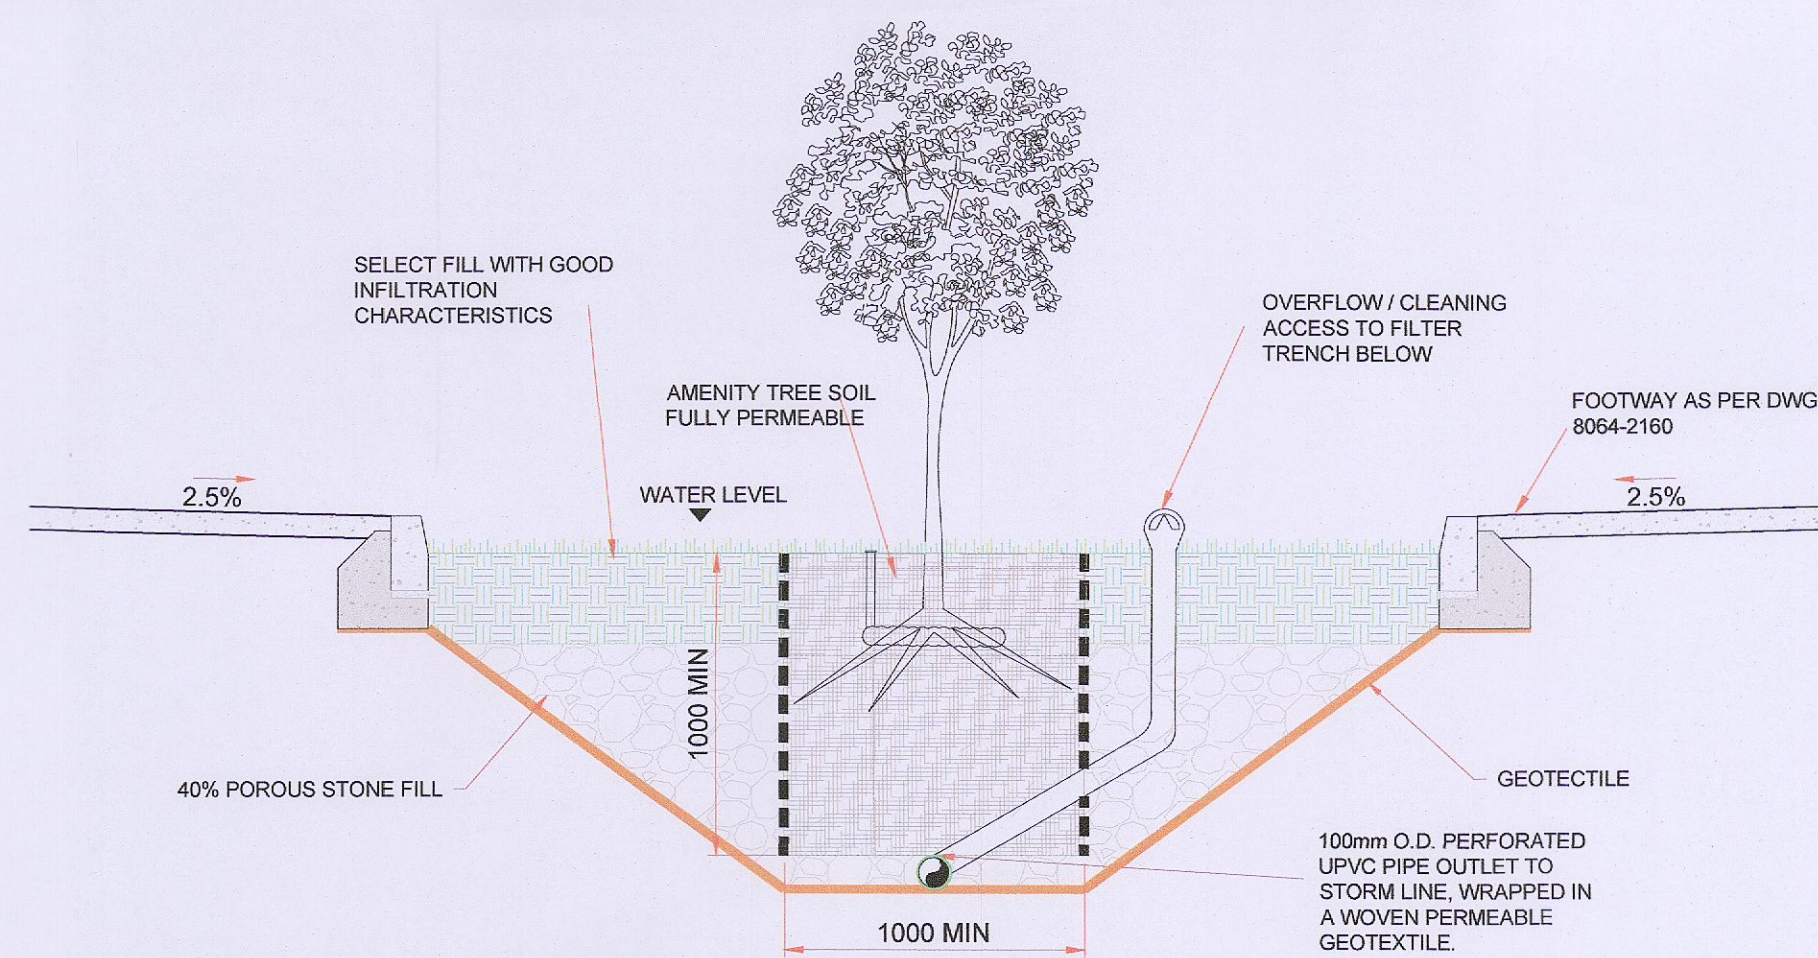 SELECT FILL WITH GOOD
INFILTRATION
CHARACTERISTICS
OVERFLOW / CLEANING
ACCESS TO FILTER
TRENCH BELOW
AMENITY TREE SOIL
FULLY PERMEABLE
FOOTWAY AS PER DWG
8064-2160
2.5%
WATER LEVEL
2.5%
1000 MIN
40% POROUS STONE FILL
GEOTECTILE
100mm O.D. PERFORATED
UPVC PIPE OUTLET TO
STORM LINE, WRAPPED IN
A WOVEN PERMEABLE
GEOTEXTILE.
1000 MIN